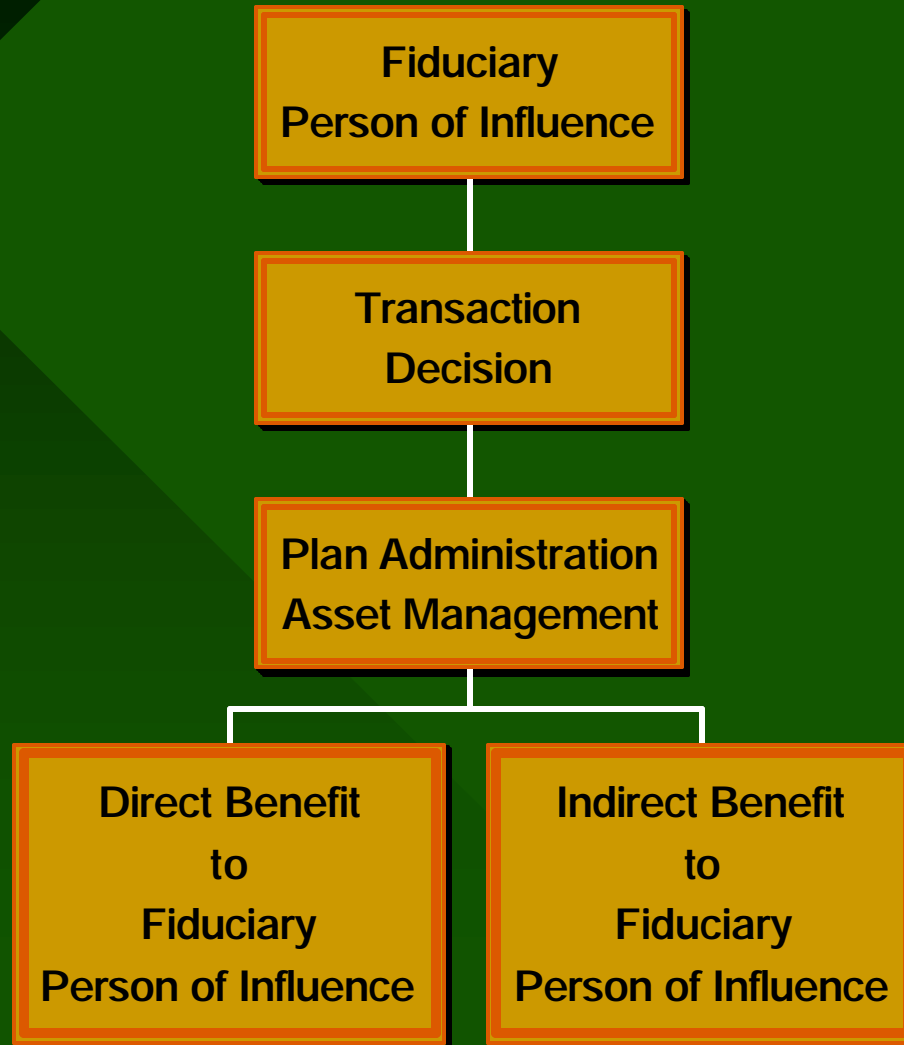 Fiduciary
Person of Influence
Transaction
Decision
Plan Administration
Asset Management
Direct Benefit
to
Fiduciary
Person of Influence
Indirect Benefit
to
Fiduciary
Person of Influence